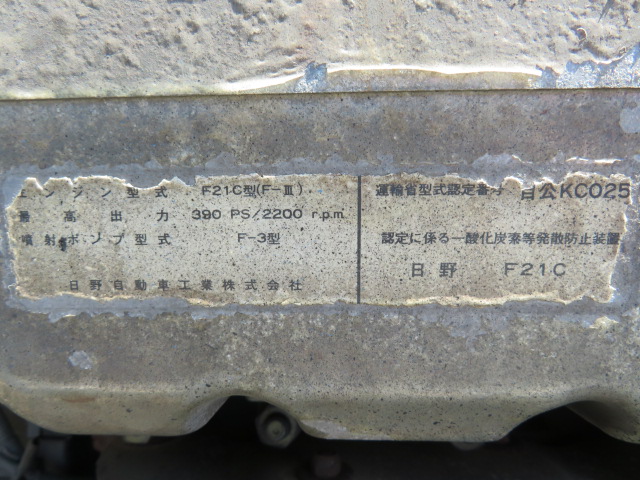 エンジン型式 F21C型(F-Ⅲ)
最高出力 390 PS/2200 r.p.m
噴射ポンプ型式 F-3型
日野自動車工業株式会社
運輸省型式認定番号 自公KC025
認定に係る一酸化炭素等発散防止装置
日野 F21C